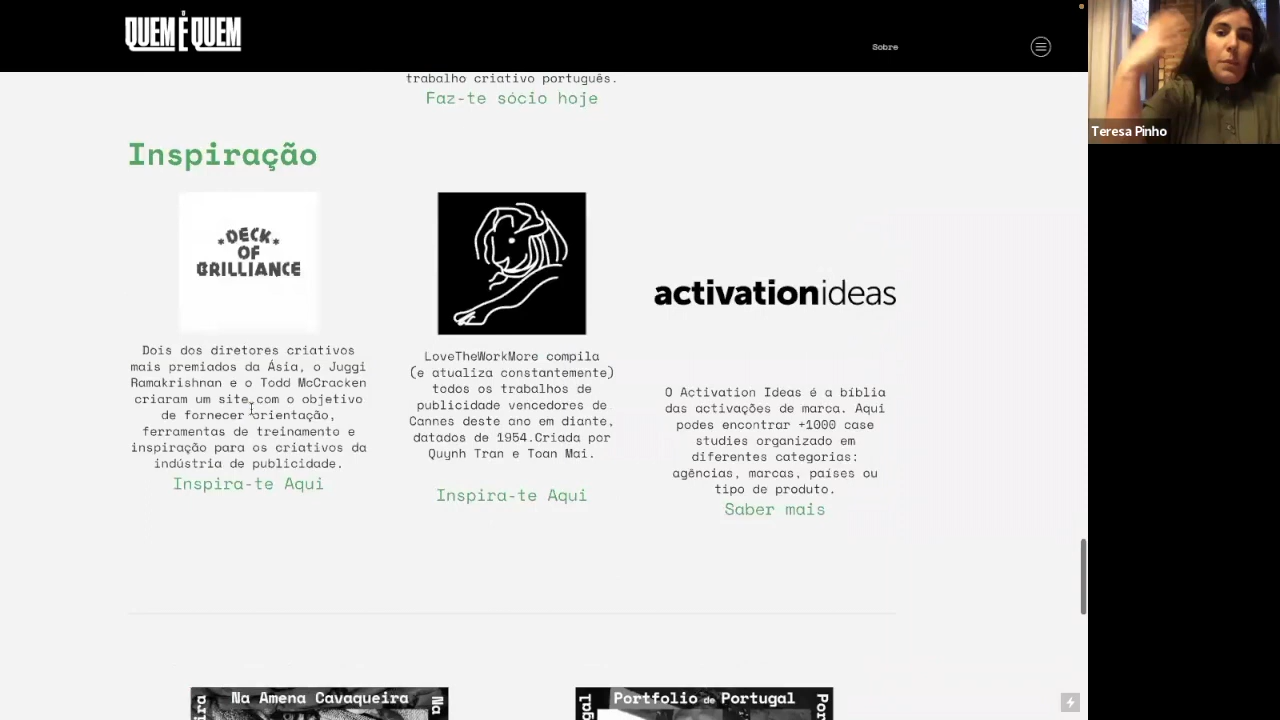 QUEM É QUEM
Sobre
Teresa Pinho
trabalho criativo português.
Faz-te sócio hoje
Inspiração
DECK
OF
BRILLIANCE
activationideas
Dois dos diretores criativos
mais premiados da Ásia, o Juggi
Ramakrishnan e o Todd McCracken
criaram um site com o objetivo
de fornecer orientação,
ferramentas de treinamento e
inspiração para os criativos da
indústria de publicidade.
Inspira-te Aqui
LoveTheWorkMore compila
(e atualiza constantemente)
todos os trabalhos de
publicidade vencedores de
Cannes deste ano em diante,
datados de 1954.Criada por
Quynh Tran e Toan Mai.
Inspira-te Aqui
O Activation Ideas é a bíblia
das activações de marca. Aqui
podes encontrar +1000 case
studies organizado em
diferentes categorias:
agências, marcas, países ou
tipo de produto.
Saber mais
Na Amena Cavaqueira
Na
Portfolio de Portugal